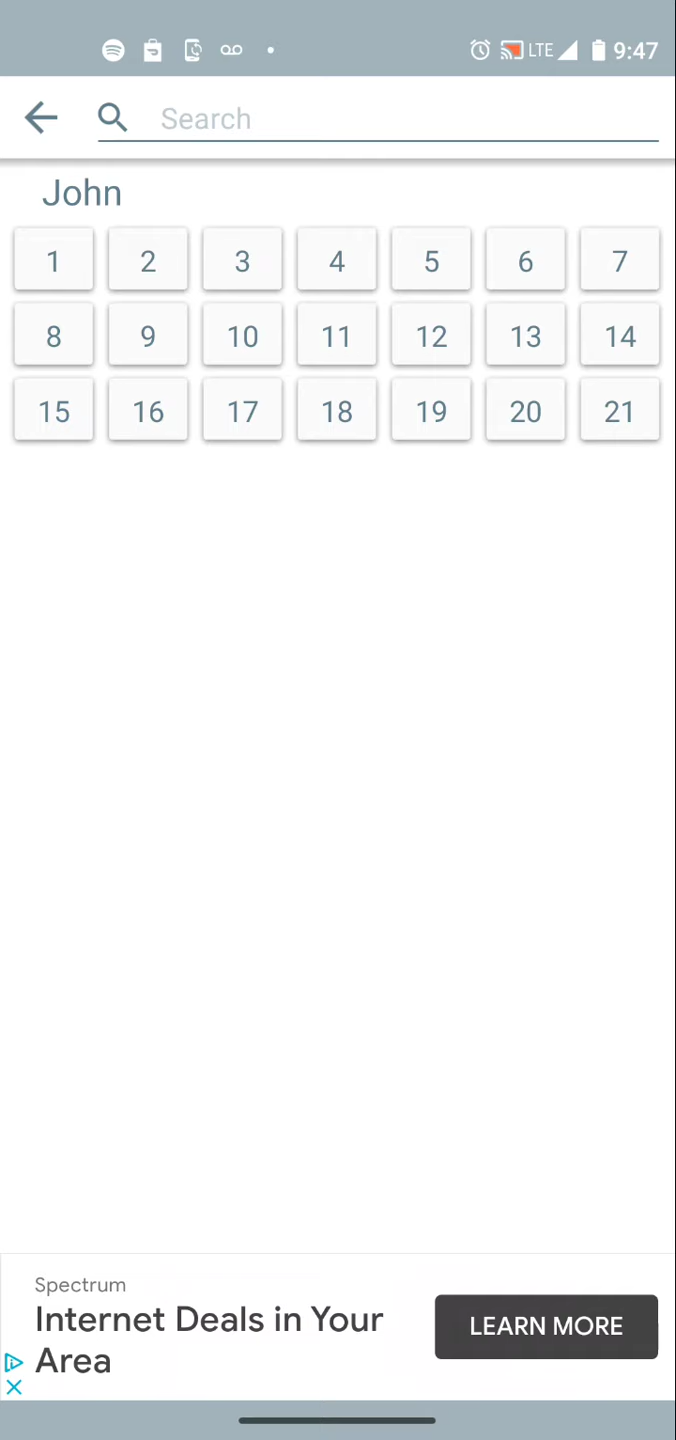 LTE 9:47
Search
John
1 2 3 4 5 6 7
8 9 10 11 12 13 14
15 16 17 18 19 20 21
Spectrum
Internet Deals in Your
Area
LEARN MORE